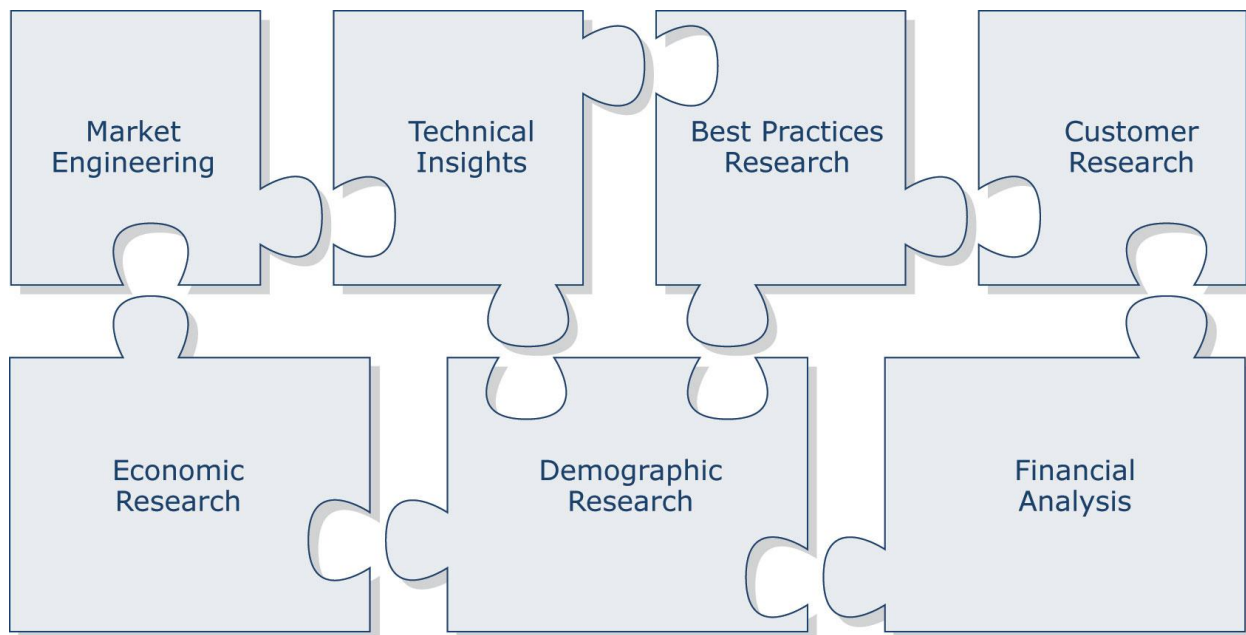 Market
Engineering
Technical
Insights
Best Practices
Research
Customer
Research
Economic
Research
Demographic
Research
Financial
Analysis